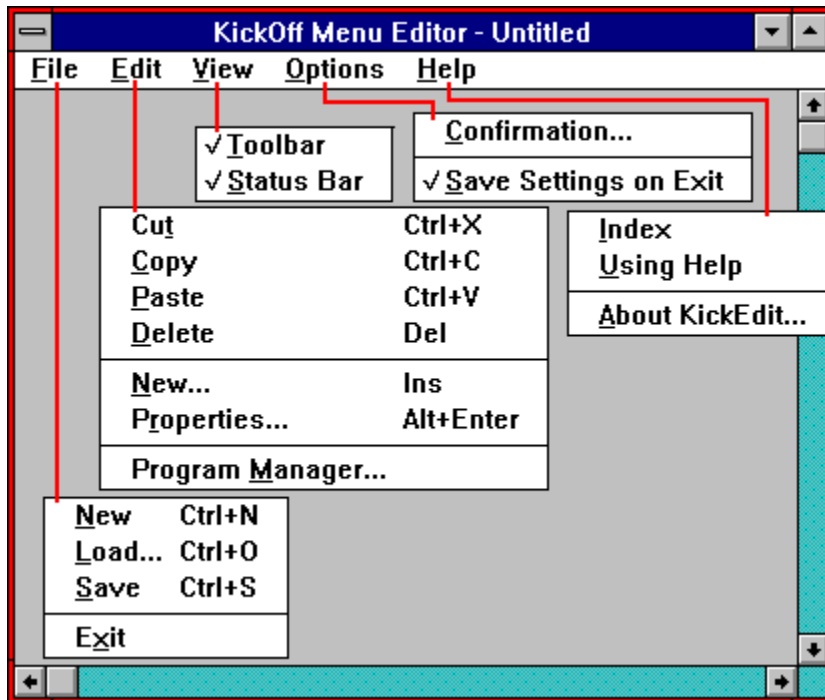 KickOff Menu Editor - Untitled
File Edit View Options Help
✓ Toolbar
✓ Status Bar
Confirmation...
✓ Save Settings on Exit
Cut Ctrl+X
Copy Ctrl+C
Paste Ctrl+V
Delete Del
New... Ins
Properties... Alt+Enter
Program Manager...
Index
Using Help
About KickEdit...
New Ctrl+N
Load... Ctrl+O
Save Ctrl+S
Exit